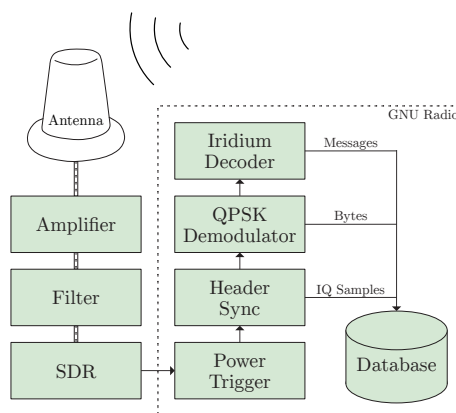 Antenna
GNU Radio
Iridium
Decoder
Messages
Amplifier
QPSK
Demodulator
Bytes
Filter
Header
Sync
IQ Samples
SDR
Power
Trigger
Database